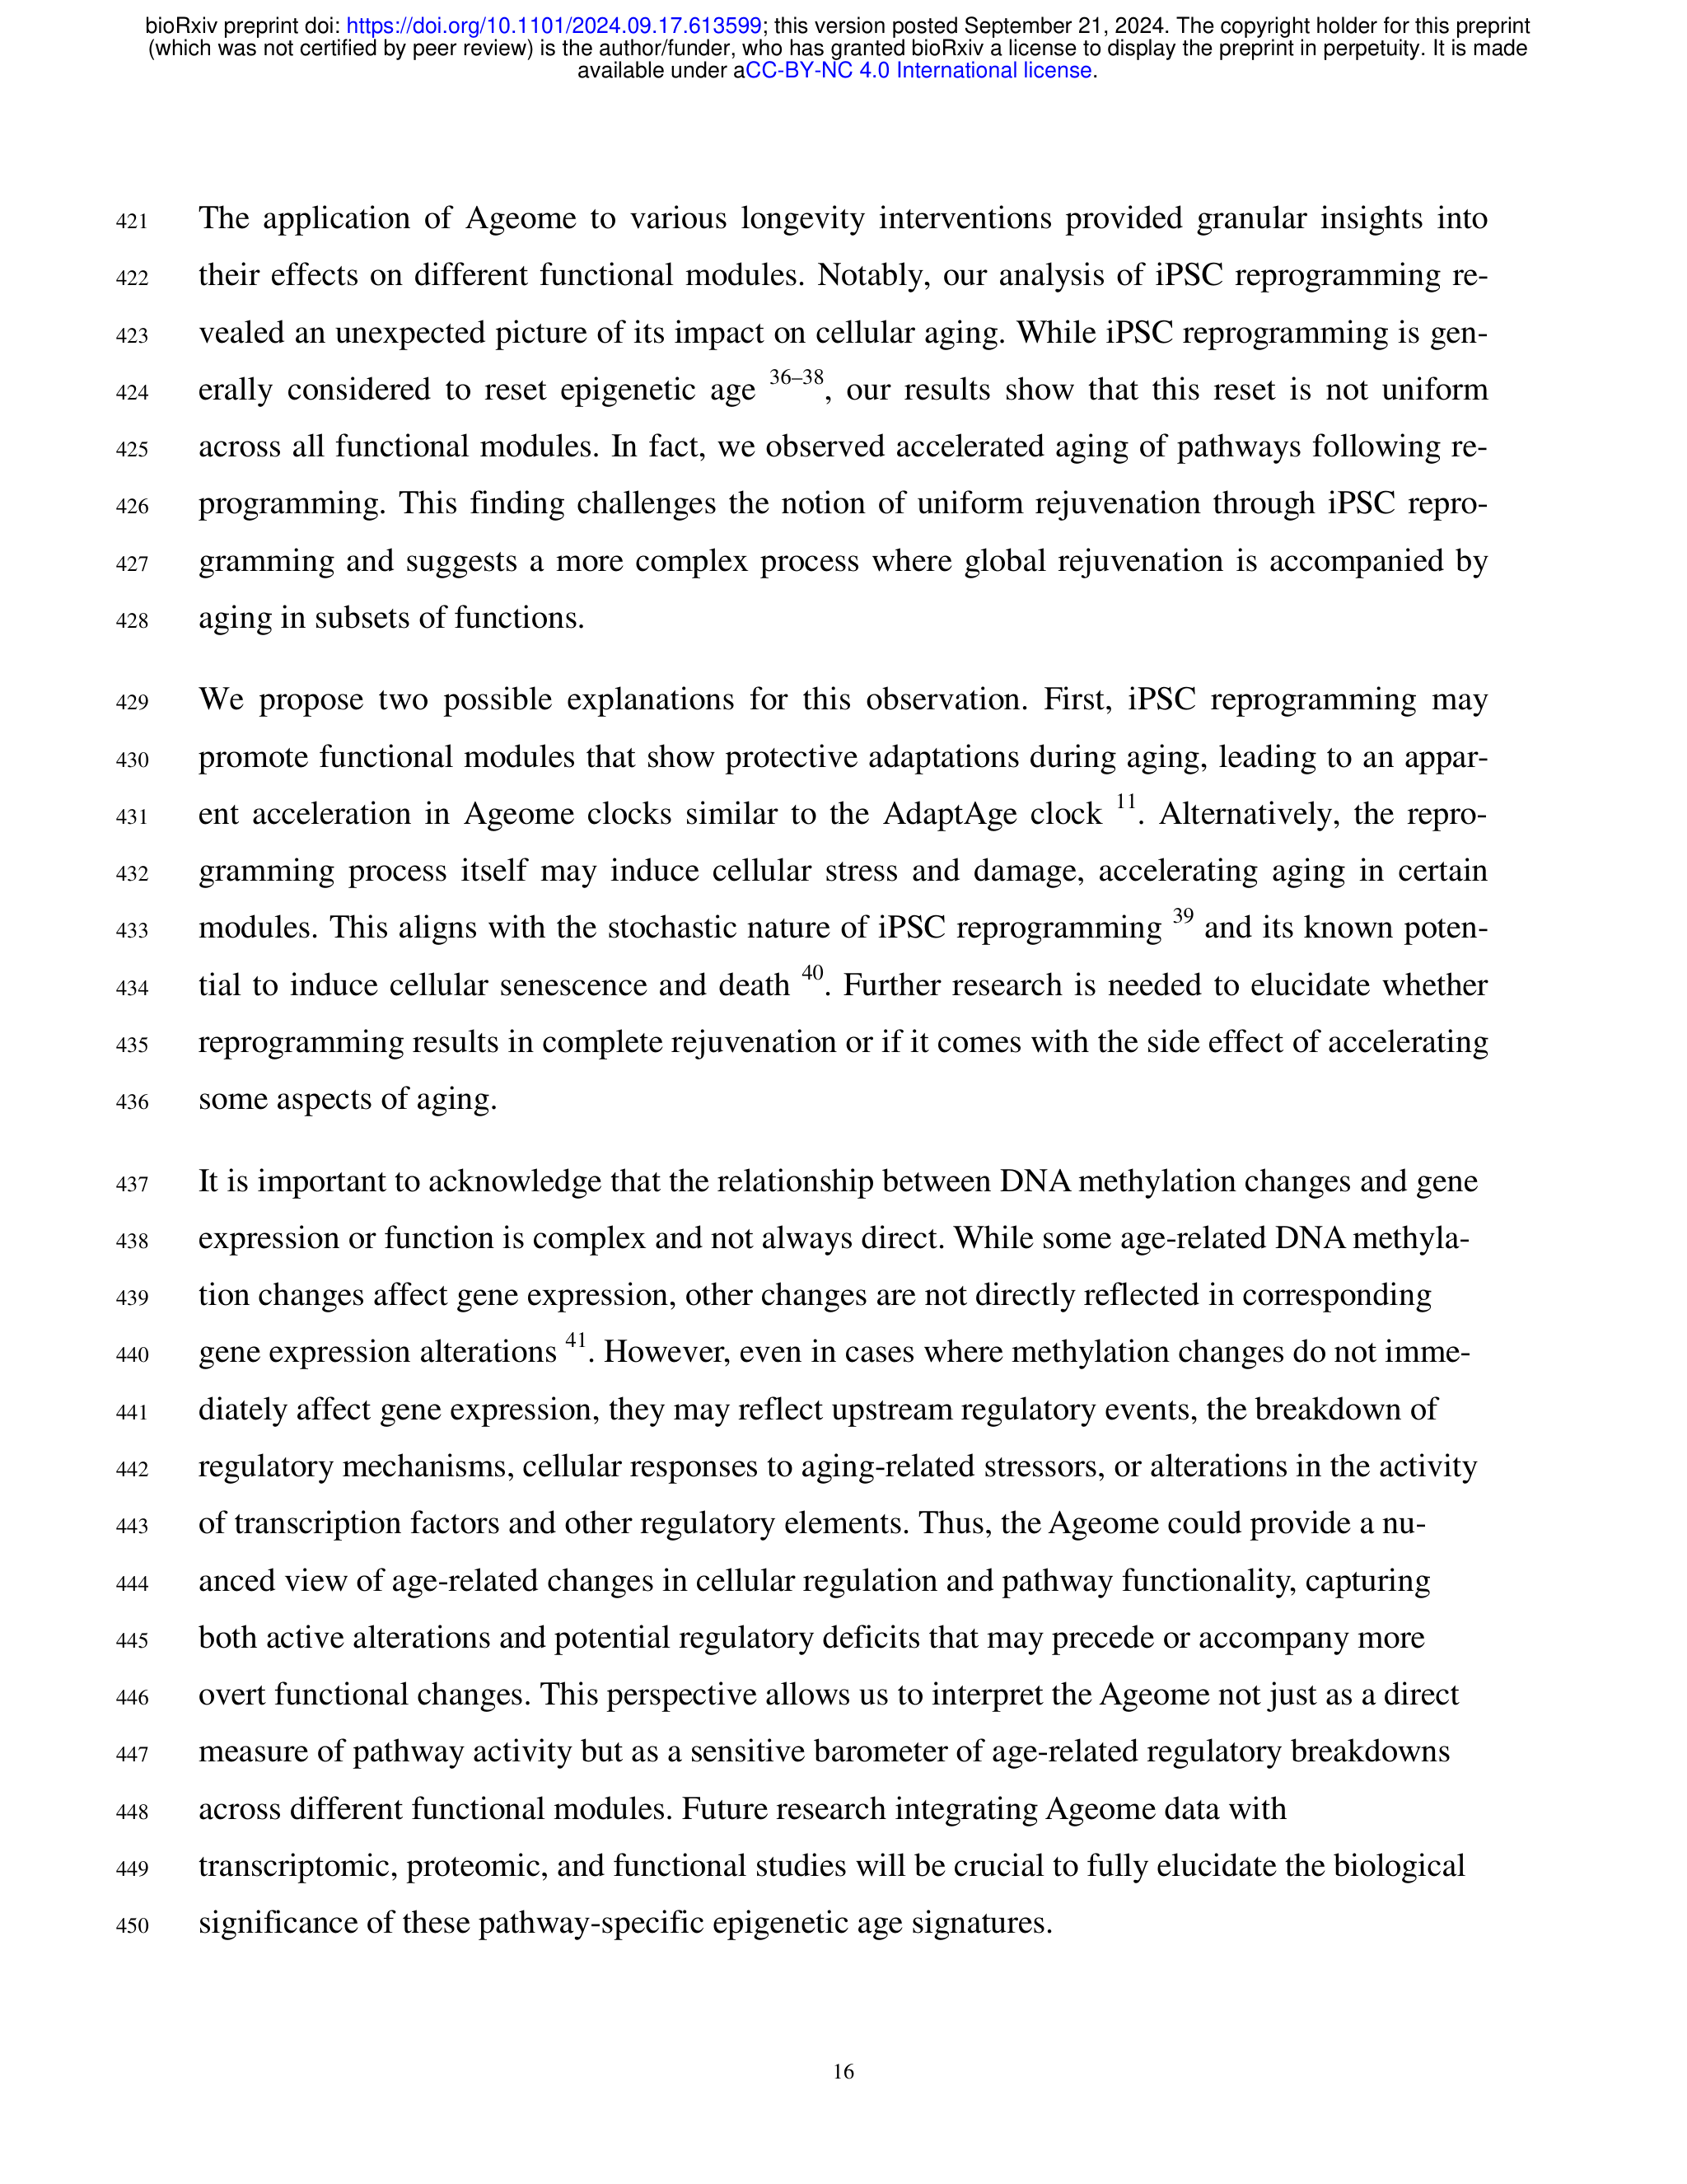 bioRxiv preprint doi: https://doi.org/10.1101/2024.09.17.613599; this version posted September 21, 2024. The copyright holder for this preprint
(which was not certified by peer review) is the author/funder, who has granted bioRxiv a license to display the preprint in perpetuity. It is made
available under aCC-BY-NC 4.0 International license.
421 The application of Ageome to various longevity interventions provided granular insights into
422 their effects on different functional modules. Notably, our analysis of iPSC reprogramming re-
423 vealed an unexpected picture of its impact on cellular aging. While iPSC reprogramming is gen-
424 erally considered to reset epigenetic age 36–38, our results show that this reset is not uniform
425 across all functional modules. In fact, we observed accelerated aging of pathways following re-
426 programming. This finding challenges the notion of uniform rejuvenation through iPSC repro-
427 gramming and suggests a more complex process where global rejuvenation is accompanied by
428 aging in subsets of functions.
429 We propose two possible explanations for this observation. First, iPSC reprogramming may
430 promote functional modules that show protective adaptations during aging, leading to an appar-
431 ent acceleration in Ageome clocks similar to the AdaptAge clock 11. Alternatively, the repro-
432 gramming process itself may induce cellular stress and damage, accelerating aging in certain
433 modules. This aligns with the stochastic nature of iPSC reprogramming 39 and its known poten-
434 tial to induce cellular senescence and death 40. Further research is needed to elucidate whether
435 reprogramming results in complete rejuvenation or if it comes with the side effect of accelerating
436 some aspects of aging.
437 It is important to acknowledge that the relationship between DNA methylation changes and gene
438 expression or function is complex and not always direct. While some age-related DNA methyla-
439 tion changes affect gene expression, other changes are not directly reflected in corresponding
440 gene expression alterations 41. However, even in cases where methylation changes do not imme-
441 diately affect gene expression, they may reflect upstream regulatory events, the breakdown of
442 regulatory mechanisms, cellular responses to aging-related stressors, or alterations in the activity
443 of transcription factors and other regulatory elements. Thus, the Ageome could provide a nu-
444 anced view of age-related changes in cellular regulation and pathway functionality, capturing
445 both active alterations and potential regulatory deficits that may precede or accompany more
446 overt functional changes. This perspective allows us to interpret the Ageome not just as a direct
447 measure of pathway activity but as a sensitive barometer of age-related regulatory breakdowns
448 across different functional modules. Future research integrating Ageome data with
449 transcriptomic, proteomic, and functional studies will be crucial to fully elucidate the biological
450 significance of these pathway-specific epigenetic age signatures.
16